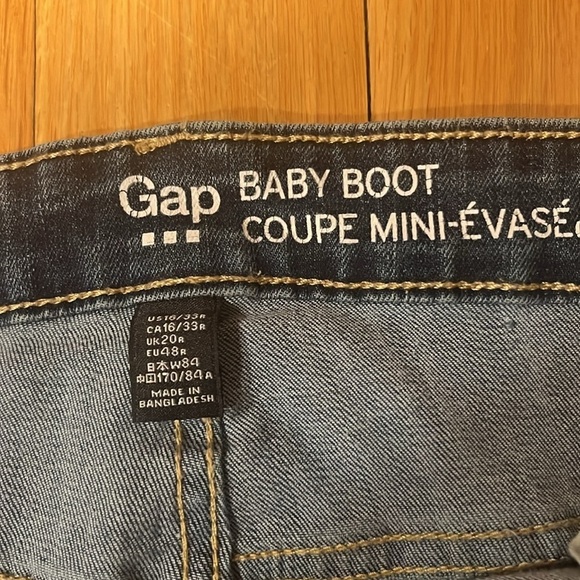 Gap
BABY BOOT
COUPE MINI-ÉVASÉ
US16/33R
CA16/33R
UK20R
EU48R
日本W84
中国170/84A
MADE IN
BANGLADESH